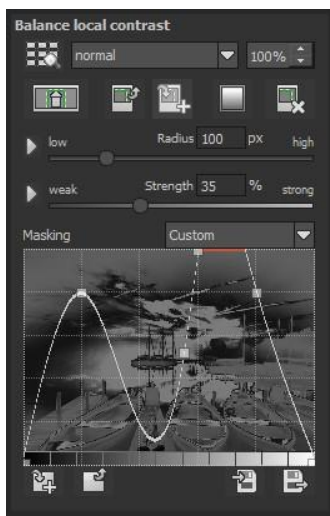 Balance local contrast
normal 100%
low Radius 100 px high
weak Strength 35 % strong
Masking Custom